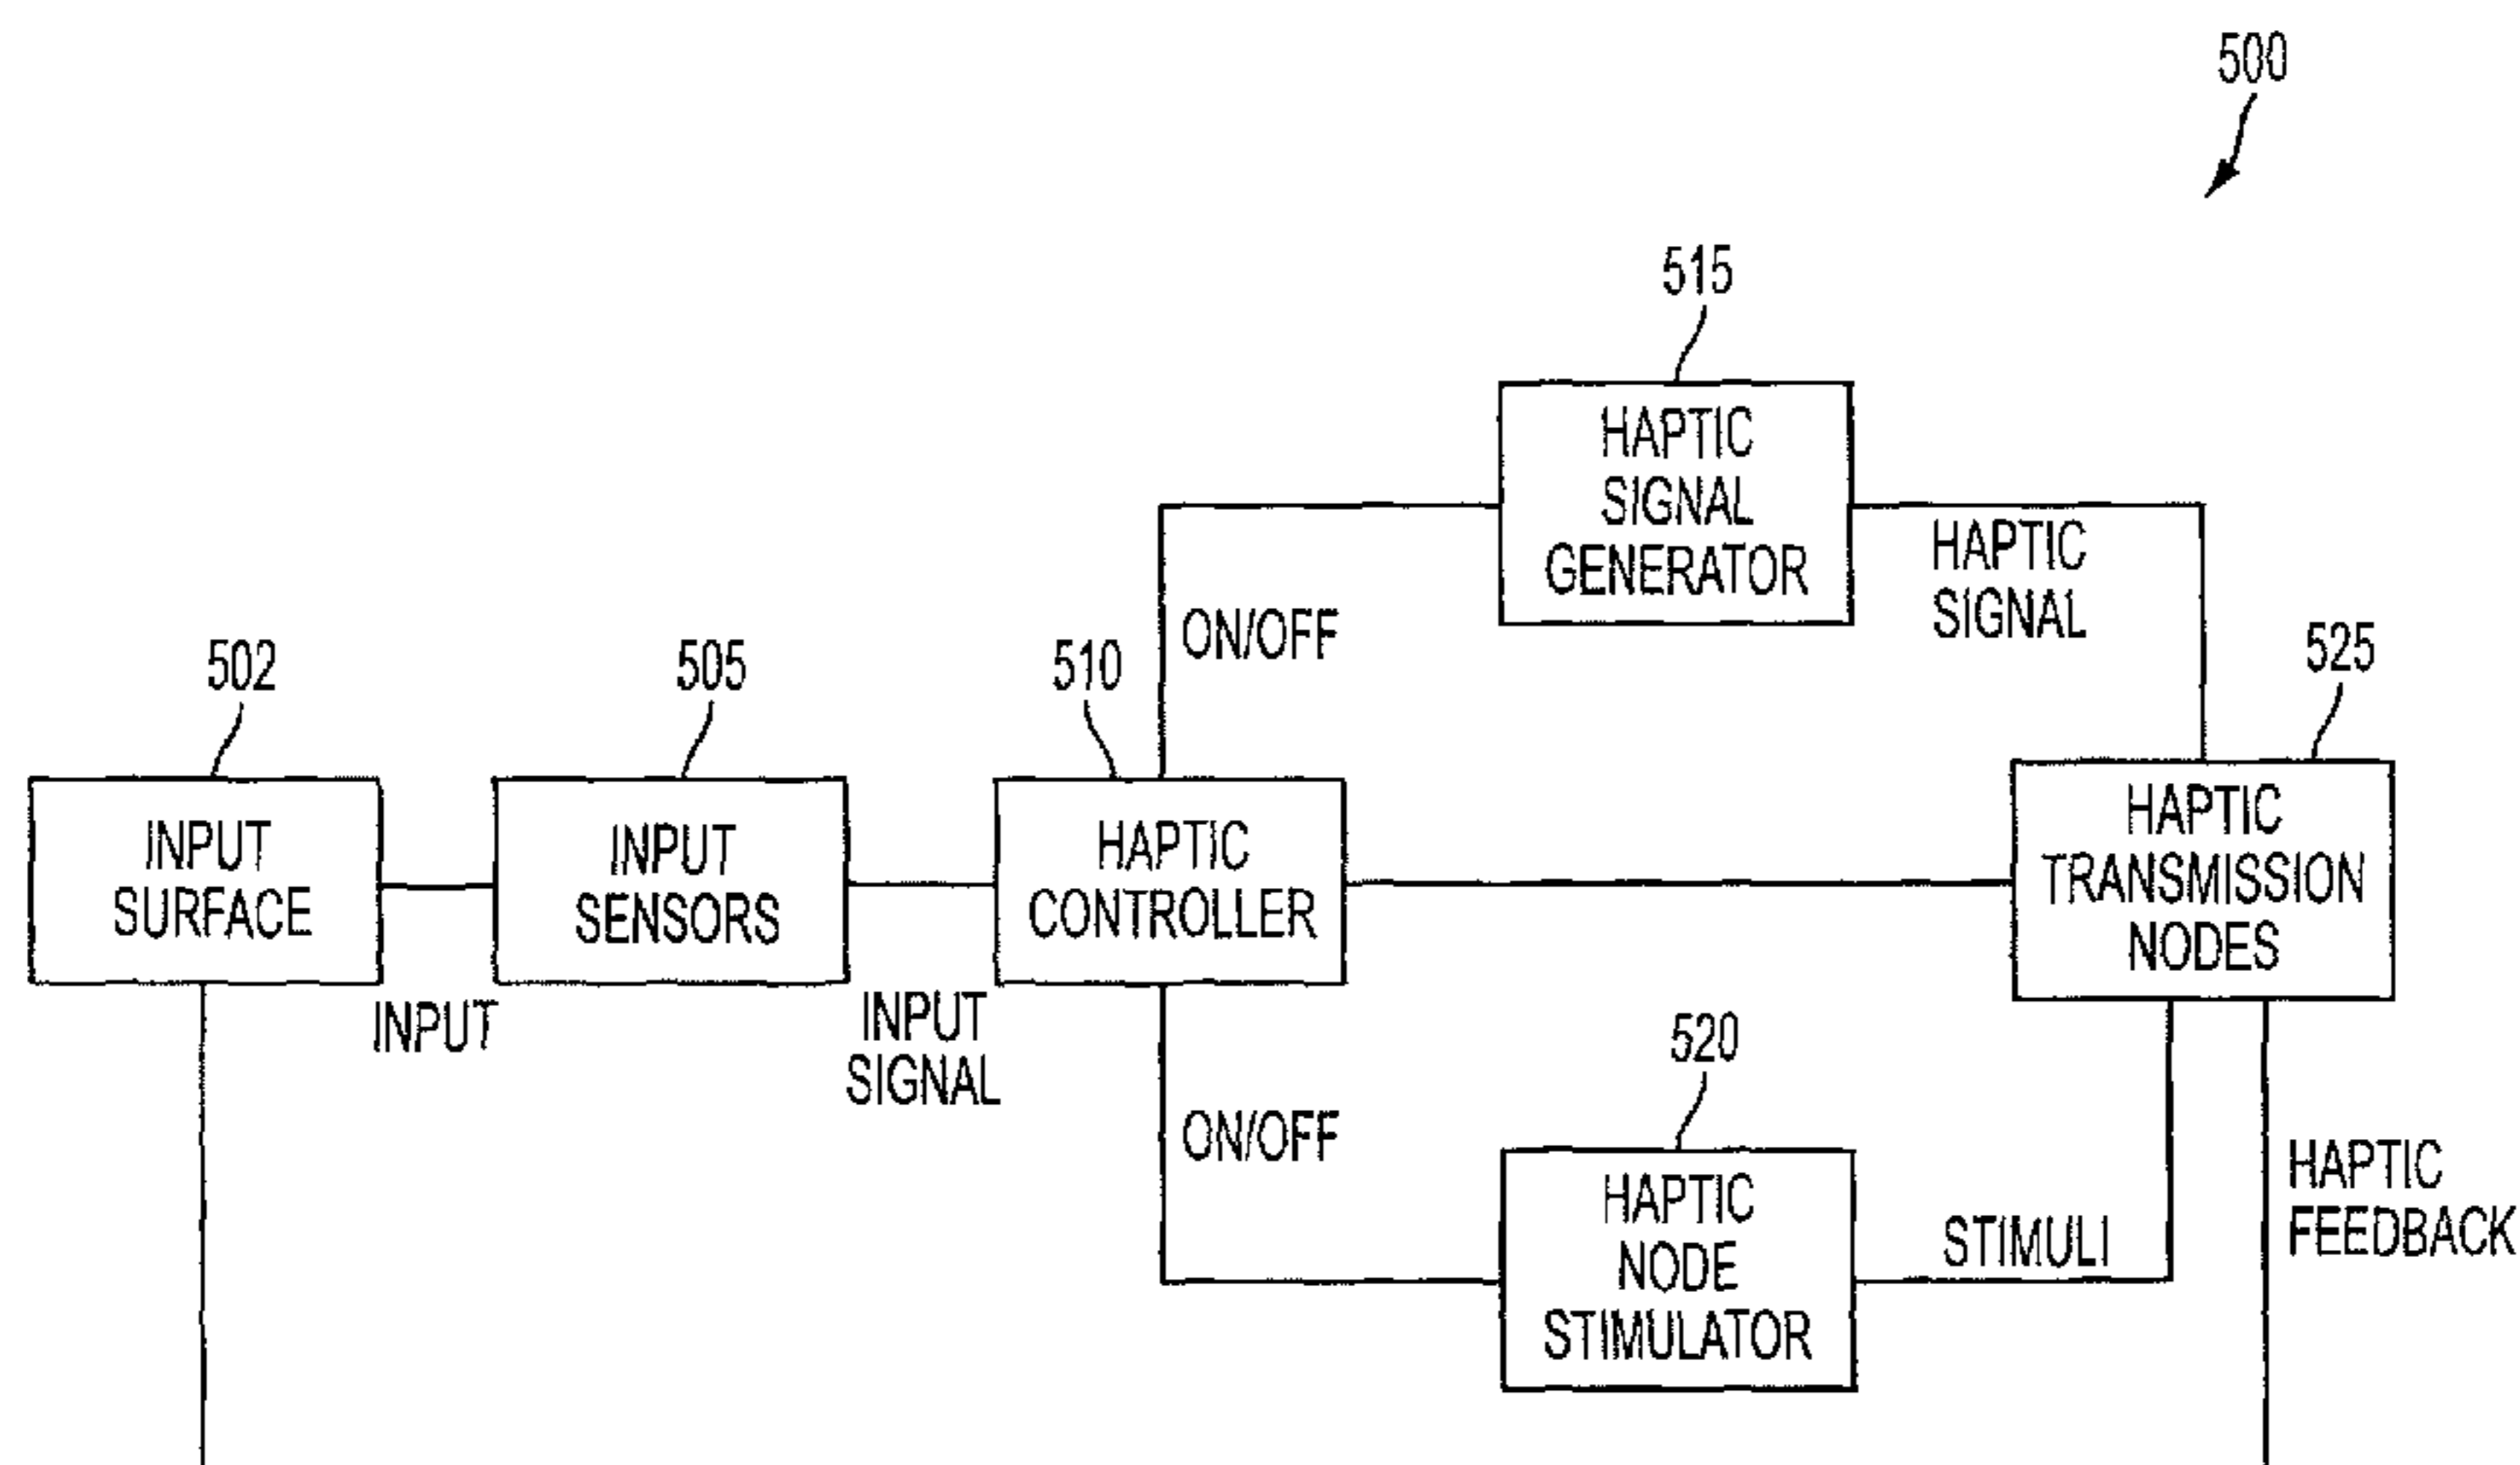 500
515
HAPTIC
SIGNAL
GENERATOR
HAPTIC
SIGNAL
ON/OFF
502
505
510
525
INPUT
SURFACE
INPUT
SENSORS
HAPTIC
CONTROLLER
HAPTIC
TRANSMISSION
NODES
INPUT
INPUT
SIGNAL
520
ON/OFF
HAPTIC
NODE
STIMULATOR
STIMULI
HAPTIC
FEEDBACK